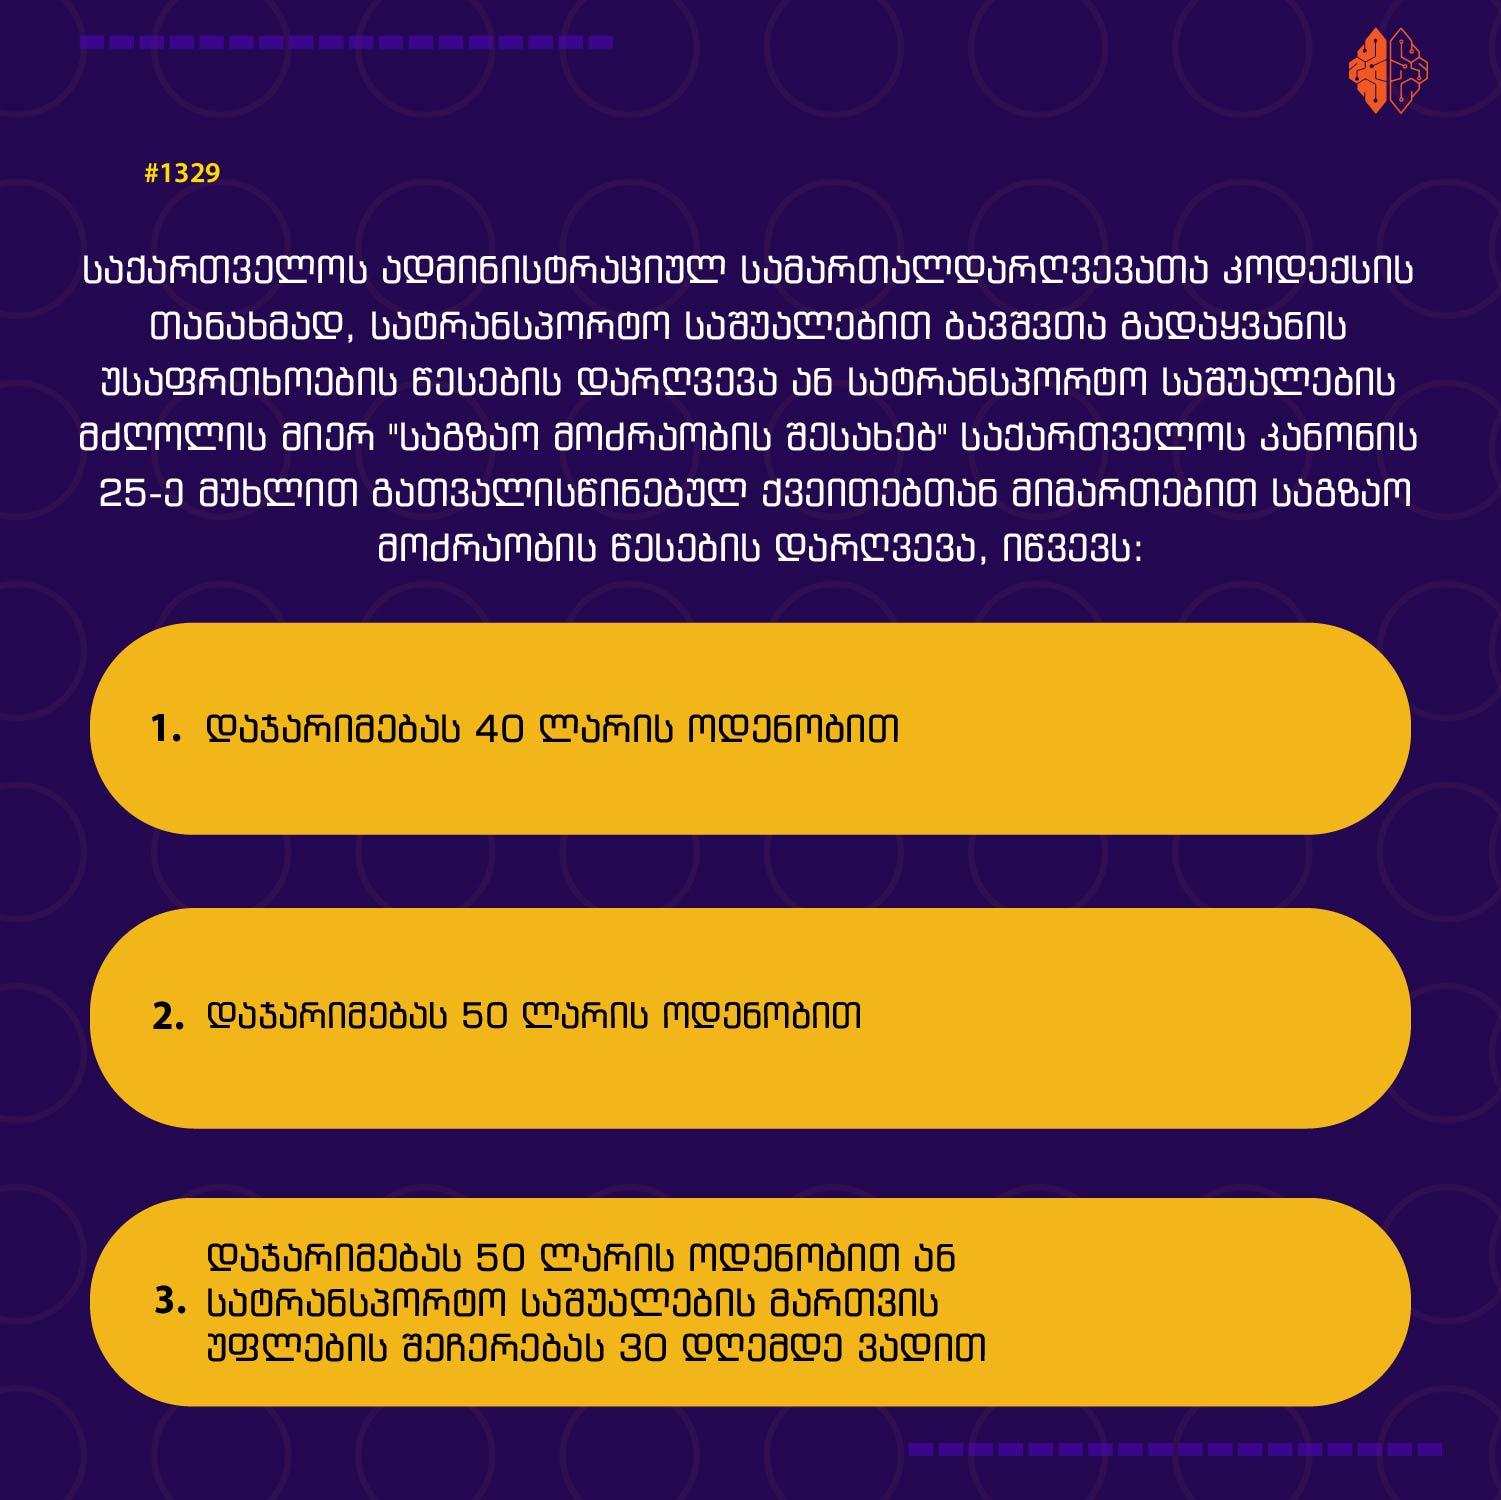 #1329
საქართველოს ადმინისტრაციულ სამართალდარღვევათა კოდექსის
თანახმად, სატრანსპორტო საშუალებით ბავშვთა გადაყვანის
უსაფრთხოების წესების დარღვევა ან სატრანსპორტო საშუალების
მძღოლის მიერ "საგზაო მოძრაობის შესახებ" საქართველოს კანონის
25-ე მუხლით გათვალისწინებულ ქვეითებთან მიმართებით საგზაო
მოძრაობის წესების დარღვევა, იწვევს:
1. დაჯარიმებას 40 ლარის ოდენობით
2. დაჯარიმებას 50 ლარის ოდენობით
დაჯარიმებას 50 ლარის ოდენობით ან
3. სატრანსპორტო საშუალების მართვის
უფლების შეჩერებას 30 დღემდე ვადით